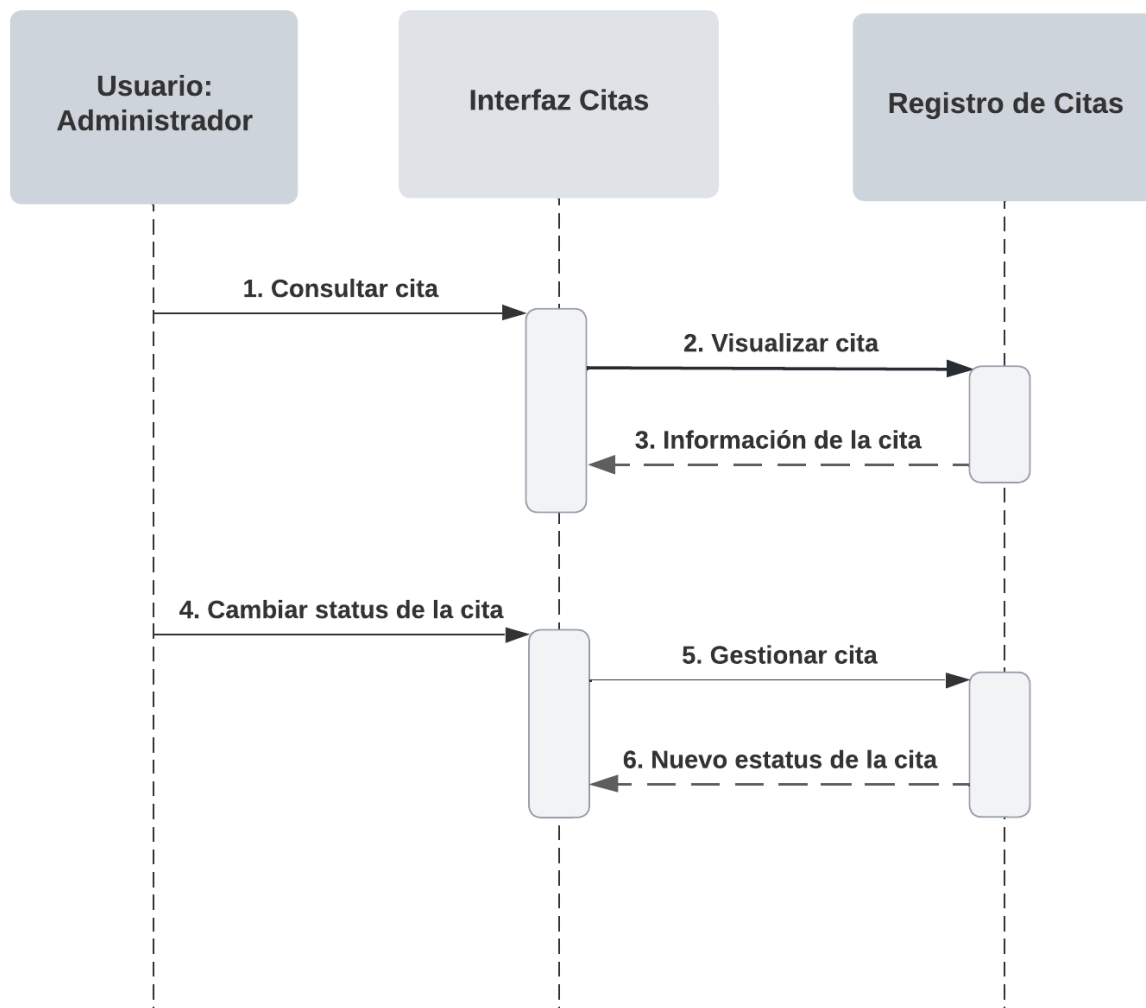 Usuario:
Administrador
Interfaz Citas
Registro de Citas
1. Consultar cita
2. Visualizar cita
3. Información de la cita
4. Cambiar status de la cita
5. Gestionar cita
6. Nuevo estatus de la cita